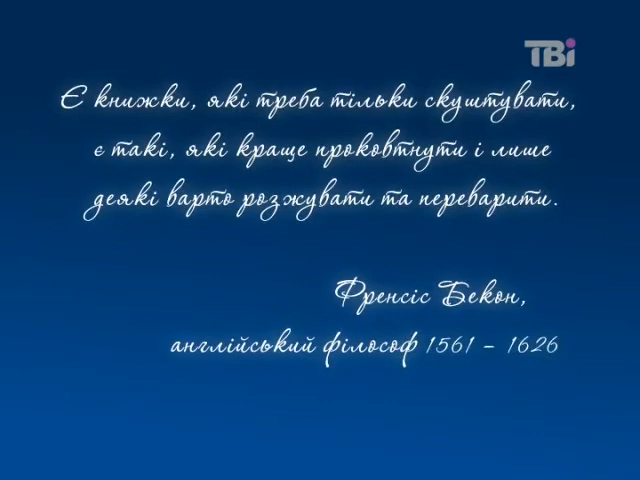 ТВі
Є книжки, які треба тільки скуштувати,
є такі, які краще проковтнути і лише
деякі варто розжувати та переварити.
Френсіс Бекон,
англійський філософ 1561 – 1626